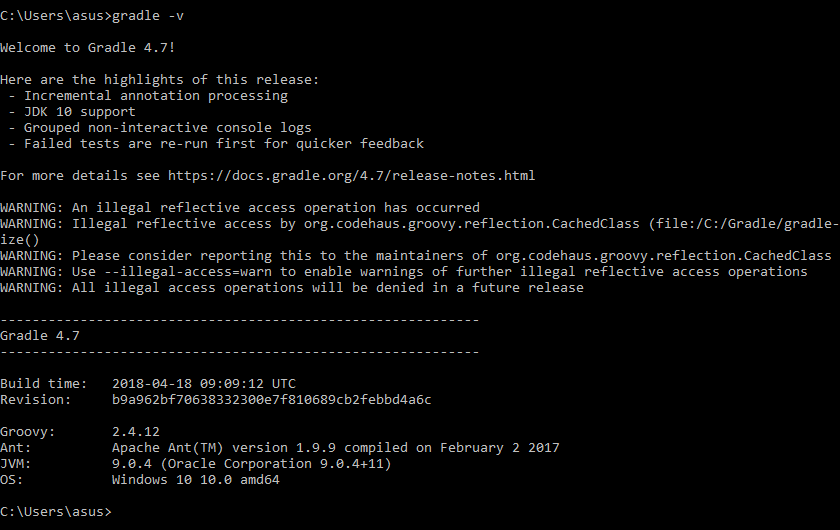 C:\Users\asus>gradle -v
Welcome to Gradle 4.7!
Here are the highlights of this release:
 - Incremental annotation processing
 - JDK 10 support
 - Grouped non-interactive console logs
 - Failed tests are re-run first for quicker feedback
For more details see https://docs.gradle.org/4.7/release-notes.html
WARNING: An illegal reflective access operation has occurred
WARNING: Illegal reflective access by org.codehaus.groovy.reflection.CachedClass (file:/C:/Gradle/gradle-
ize()
WARNING: Please consider reporting this to the maintainers of org.codehaus.groovy.reflection.CachedClass
WARNING: Use --illegal-access=warn to enable warnings of further illegal reflective access operations
WARNING: All illegal access operations will be denied in a future release
------------------------------------------------------------
Gradle 4.7
------------------------------------------------------------
Build time:   2018-04-18 09:09:12 UTC
Revision:     b9a962bf70638332300e7f810689cb2febbd4a6c
Groovy:       2.4.12
Ant:          Apache Ant(TM) version 1.9.9 compiled on February 2 2017
JVM:          9.0.4 (Oracle Corporation 9.0.4+11)
OS:           Windows 10 10.0 amd64
C:\Users\asus>